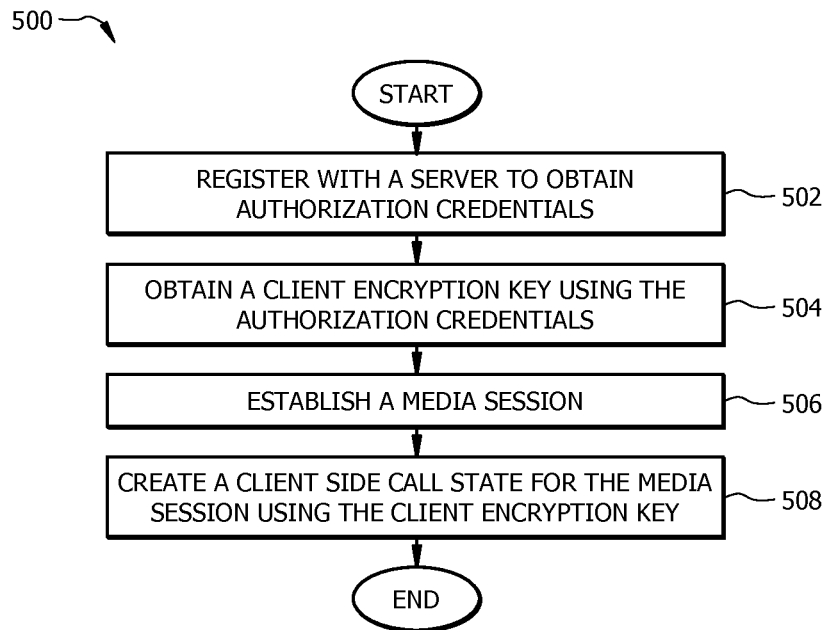 500
START
REGISTER WITH A SERVER TO OBTAIN
AUTHORIZATION CREDENTIALS
502
OBTAIN A CLIENT ENCRYPTION KEY USING THE
AUTHORIZATION CREDENTIALS
504
ESTABLISH A MEDIA SESSION
506
CREATE A CLIENT SIDE CALL STATE FOR THE MEDIA
SESSION USING THE CLIENT ENCRYPTION KEY
508
END